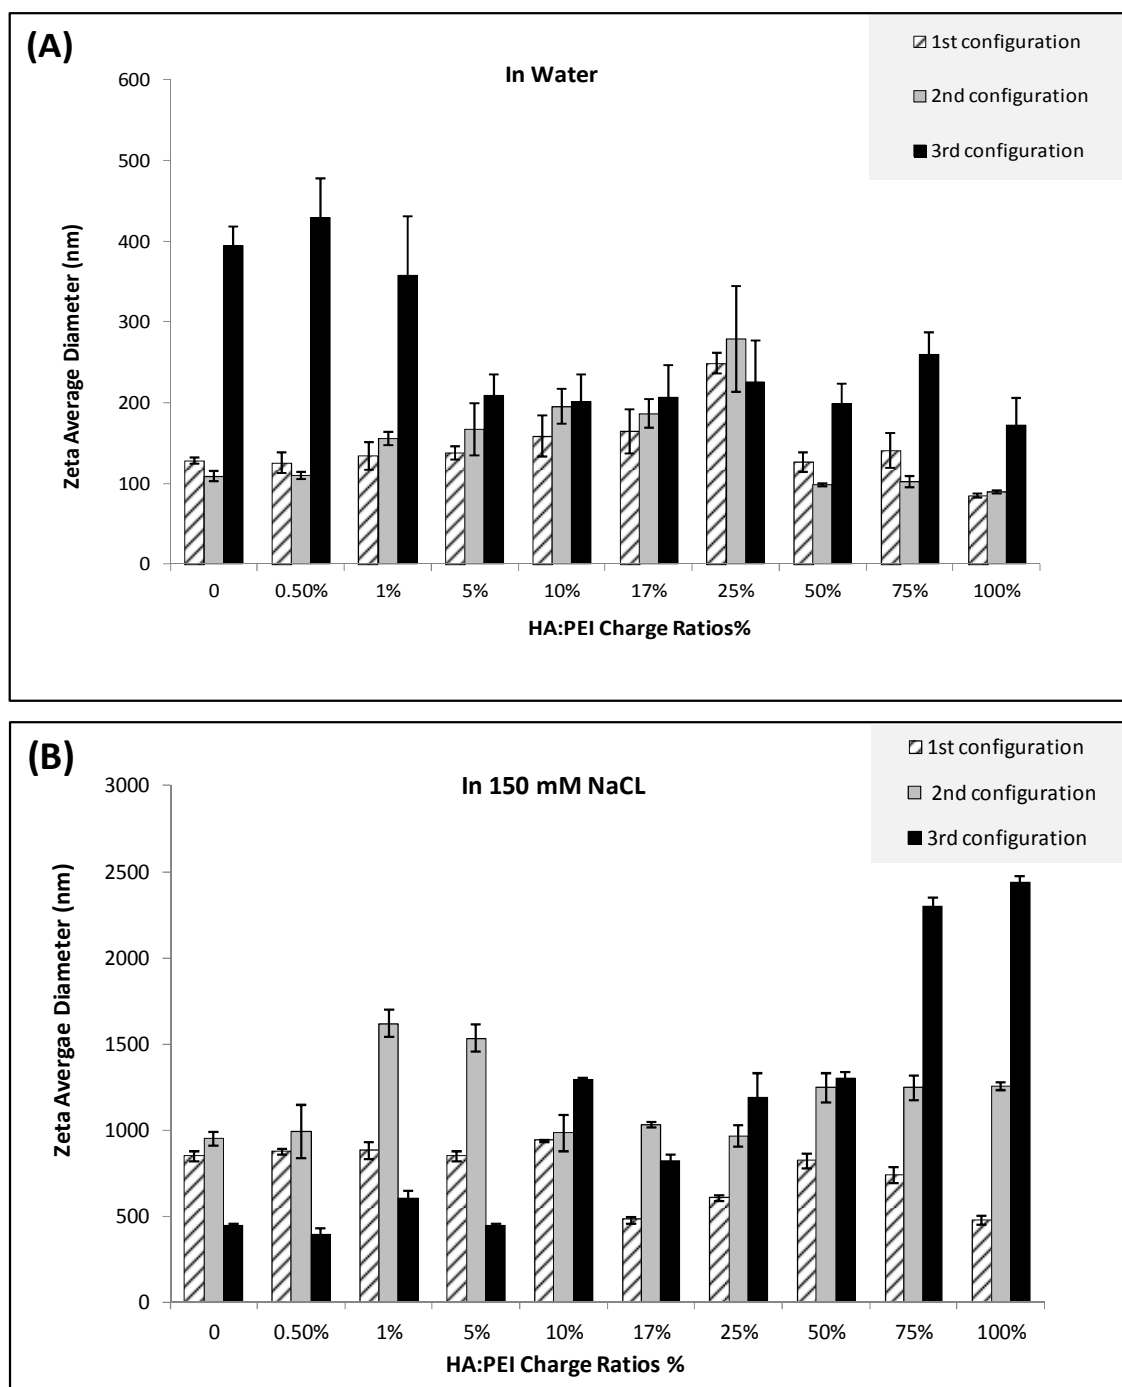 (A)
In Water
1st configuration
2nd configuration
3rd configuration
Zeta Average Diameter (nm)
600
500
400
300
200
100
0
0 0.50% 1% 5% 10% 17% 25% 50% 75% 100%
HA:PEI Charge Ratios%
(B)
In 150 mM NaCL
1st configuration
2nd configuration
3rd configuration
Zeta Avergae Diameter (nm)
3000
2500
2000
1500
1000
500
0
0 0.50% 1% 5% 10% 17% 25% 50% 75% 100%
HA:PEI Charge Ratios %